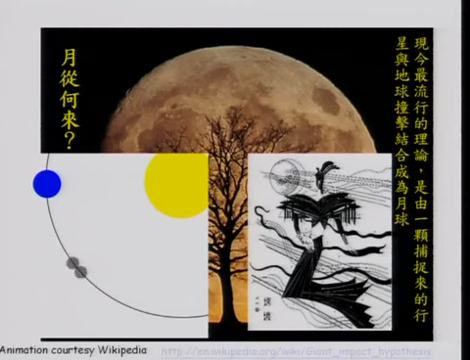 月從何來?
現今最流行的理論,是由一顆捕捉來的行
星與地球撞擊結合成為月球
嫦娥
Animation courtesy Wikipedia
http://en.wikipedia.org/wiki/Giant_impact_hypothesis